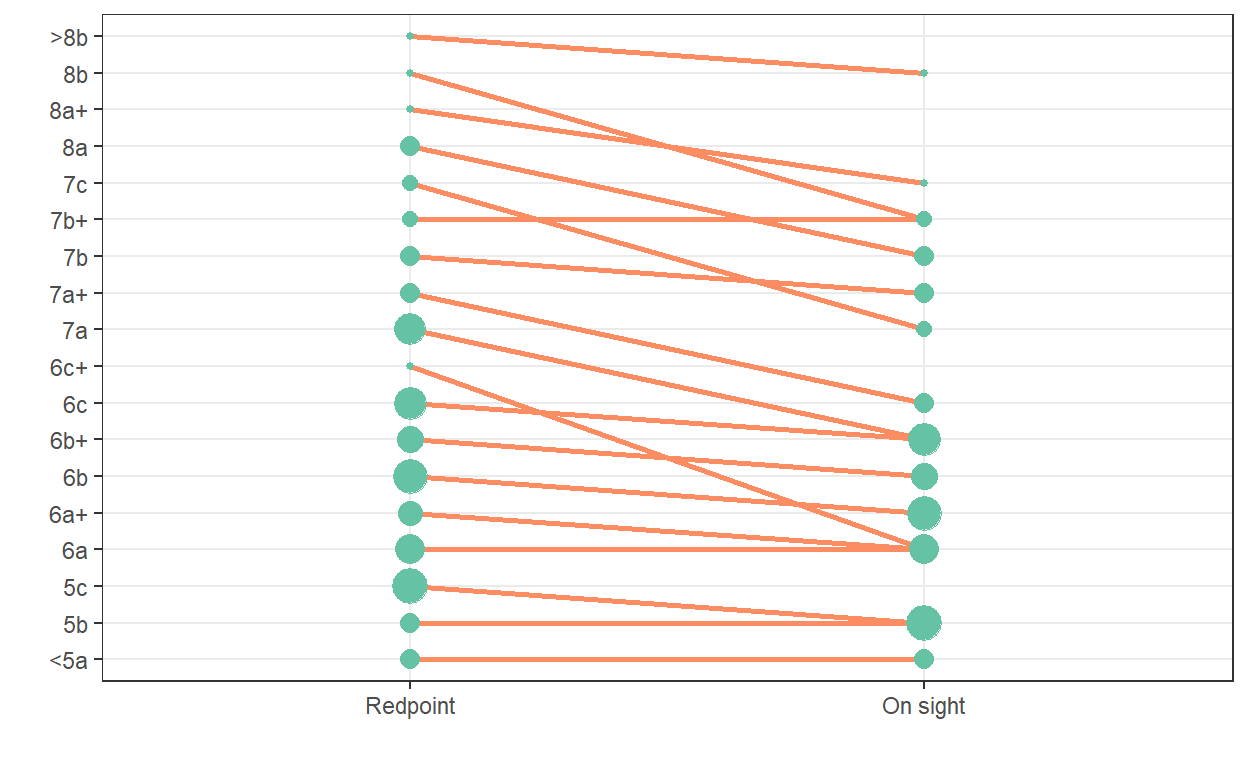 >8b
8b
8a+
8a
7c
7b+
7b
7a+
7a
6c+
6c
6b+
6b
6a+
6a
5c
5b
<5a
Redpoint
On sight